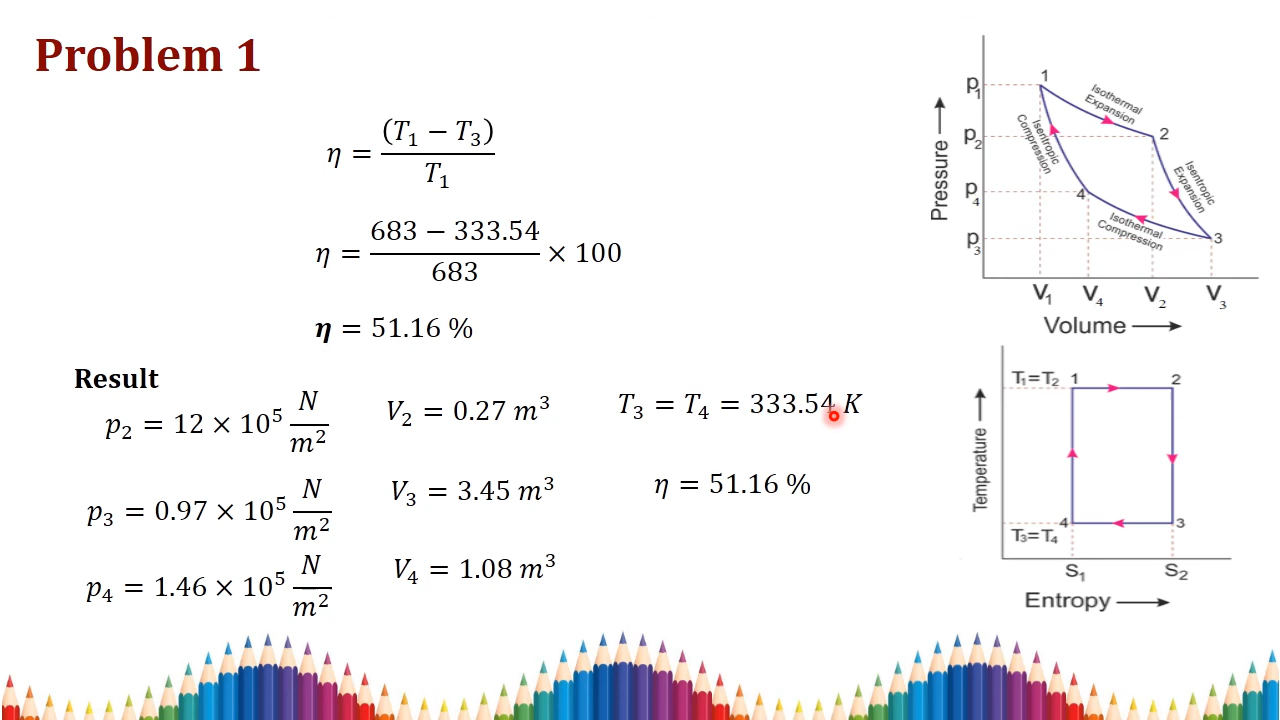 Problem 1
η = (T₁ − T₃) / T₁
η = (683 − 333.54) / 683 × 100
η = 51.16 %
Result
p₂ = 12 × 10⁵ N/m²
V₂ = 0.27 m³
T₃ = T₄ = 333.54 K
p₃ = 0.97 × 10⁵ N/m²
V₃ = 3.45 m³
η = 51.16 %
p₄ = 1.46 × 10⁵ N/m²
V₄ = 1.08 m³
Pressure
p₁
p₂
p₄
p₃
1
2
4
3
Isothermal
Expansion
Isentropic
Compression
Isentropic
Expansion
Isothermal
Compression
V₁ V₄ V₂ V₃
Volume
Temperature
T₁=T₂
1
2
4
3
T₃=T₄
S₁ S₂
Entropy